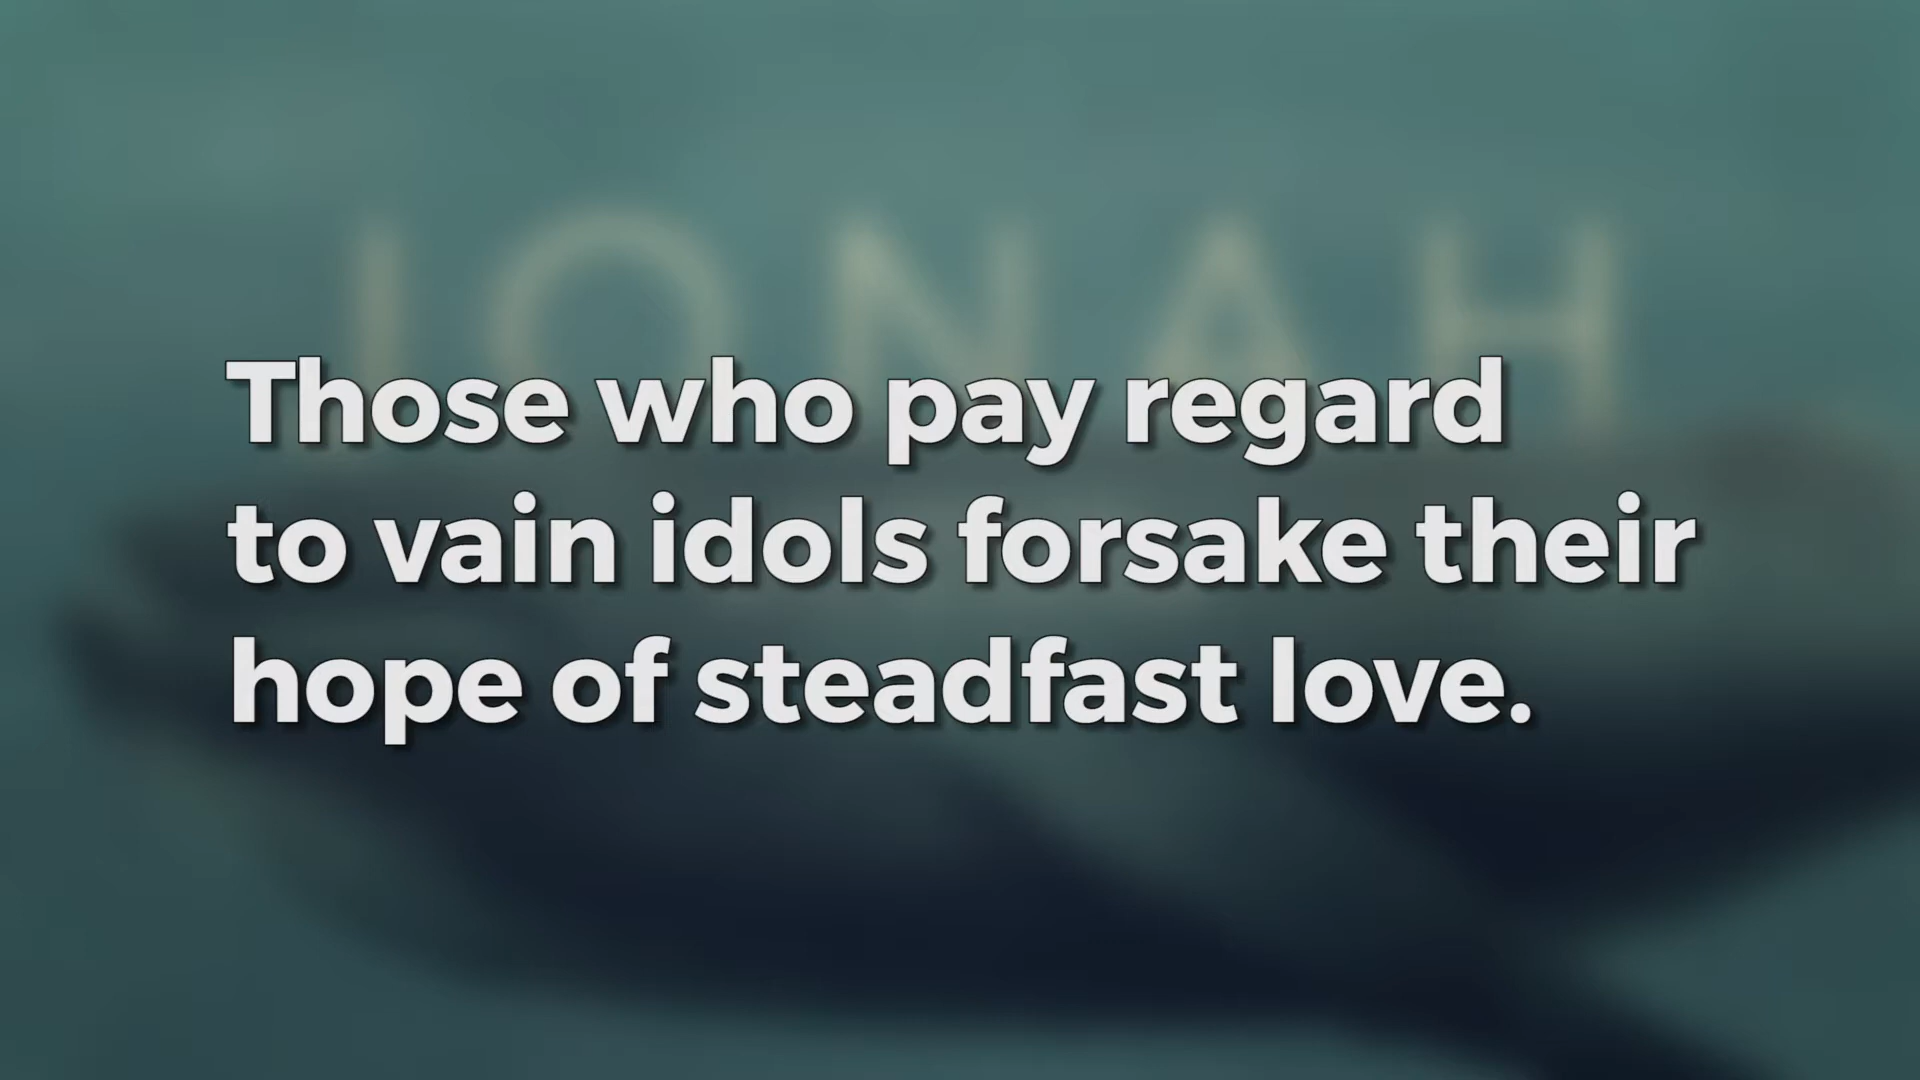 JONAH
Those who pay regard
to vain idols forsake their
hope of steadfast love.